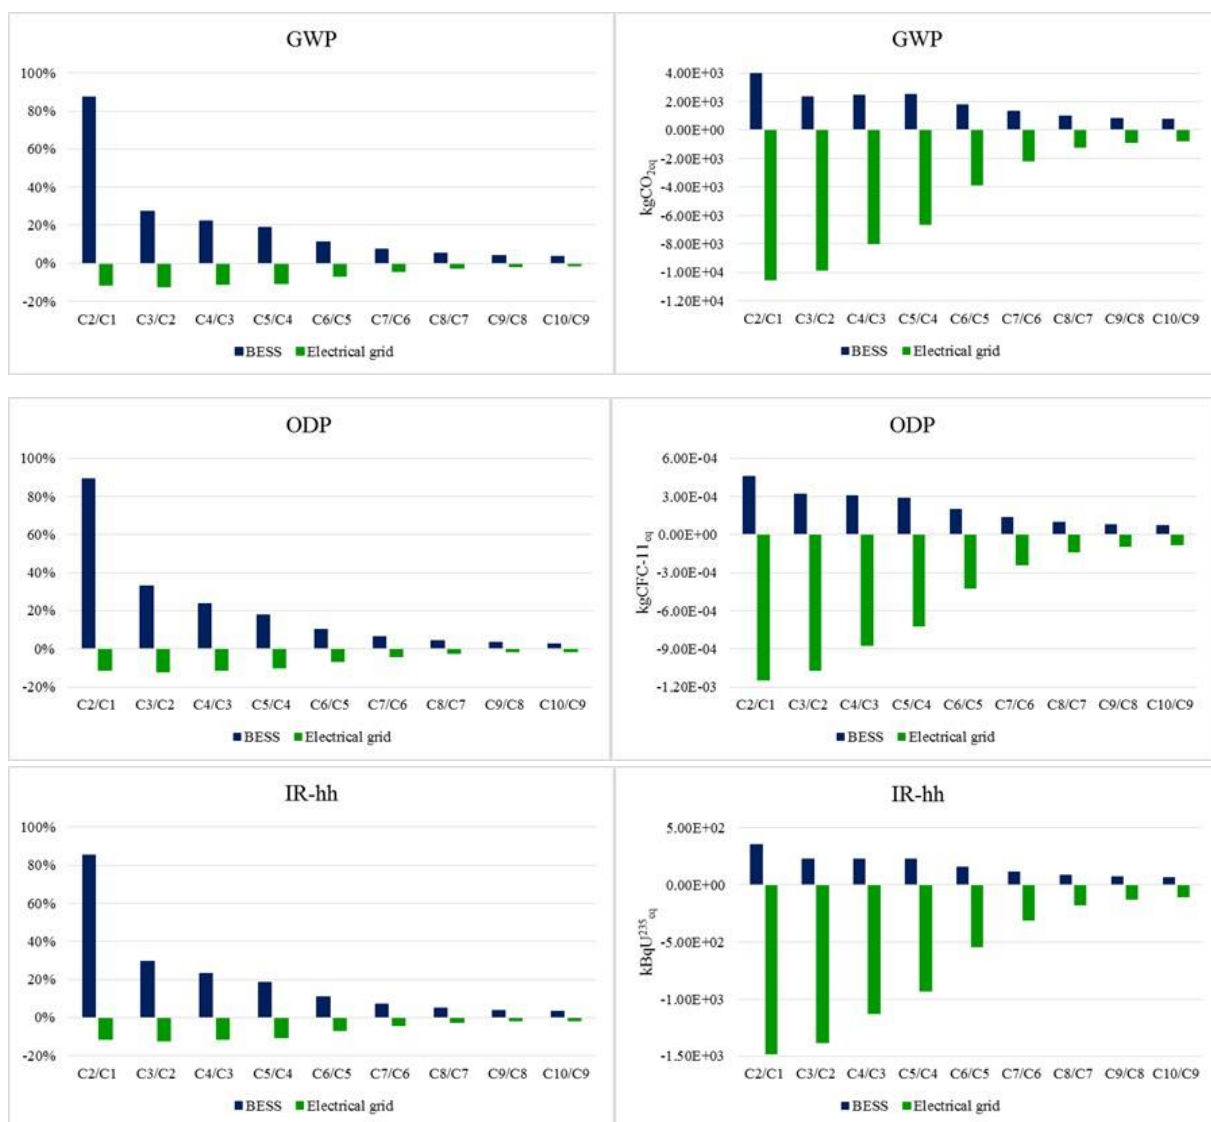 GWP
100%
80%
60%
40%
20%
0%
-20%
C2/C1 C3/C2 C4/C3 C5/C4 C6/C5 C7/C6 C8/C7 C9/C8 C10/C9
BESS Electrical grid
GWP
kgCO2eq
4.00E+03
2.00E+03
0.00E+00
-2.00E+03
-4.00E+03
-6.00E+03
-8.00E+03
-1.00E+04
-1.20E+04
C2/C1 C3/C2 C4/C3 C5/C4 C6/C5 C7/C6 C8/C7 C9/C8 C10/C9
BESS Electrical grid
ODP
100%
80%
60%
40%
20%
0%
-20%
C2/C1 C3/C2 C4/C3 C5/C4 C6/C5 C7/C6 C8/C7 C9/C8 C10/C9
BESS Electrical grid
ODP
kgCFC-11eq
6.00E-04
3.00E-04
0.00E+00
-3.00E-04
-6.00E-04
-9.00E-04
-1.20E-03
C2/C1 C3/C2 C4/C3 C5/C4 C6/C5 C7/C6 C8/C7 C9/C8 C10/C9
BESS Electrical grid
IR-hh
100%
80%
60%
40%
20%
0%
-20%
C2/C1 C3/C2 C4/C3 C5/C4 C6/C5 C7/C6 C8/C7 C9/C8 C10/C9
BESS Electrical grid
IR-hh
kBqU235eq
5.00E+02
0.00E+00
-5.00E+02
-1.00E+03
-1.50E+03
C2/C1 C3/C2 C4/C3 C5/C4 C6/C5 C7/C6 C8/C7 C9/C8 C10/C9
BESS Electrical grid